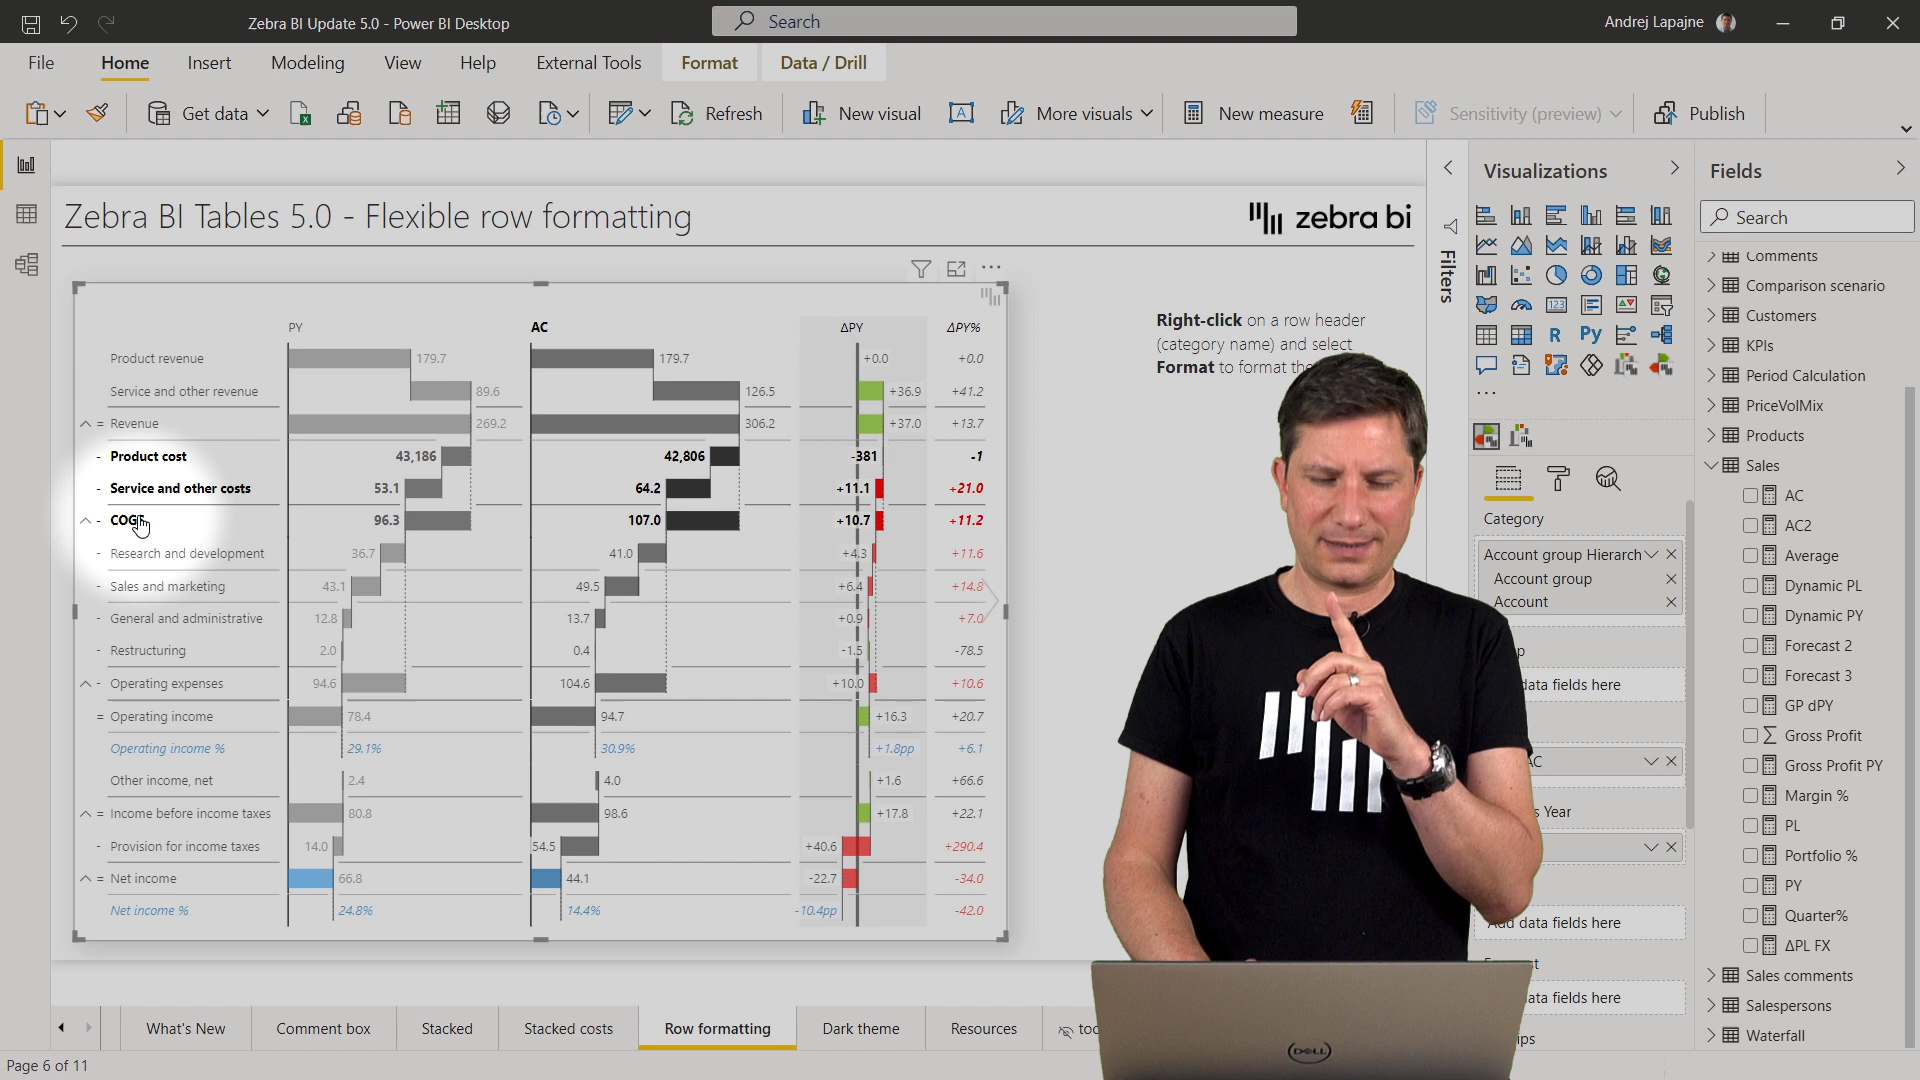 Zebra BI Update 5.0 - Power BI Desktop
Search
Andrej Lapajne
File Home Insert Modeling View Help External Tools Format Data / Drill
Get data Refresh New visual More visuals New measure Sensitivity (preview) Publish
Zebra BI Tables 5.0 - Flexible row formatting
zebra bi
PY AC ΔPY ΔPY%
Product revenue 179.7 179.7 +0.0 +0.0
Service and other revenue 89.6 126.5 +36.9 +41.2
= Revenue 269.2 306.2 +37.0 +13.7
- Product cost 43,186 42,806 -381 -1
- Service and other costs 53.1 64.2 +11.1 +21.0
- COGS 96.3 107.0 +10.7 +11.2
- Research and development 36.7 41.0 +4.3 +11.6
- Sales and marketing 43.1 49.5 +6.4 +14.8
- General and administrative 12.8 13.7 +0.9 +7.0
- Restructuring 2.0 0.4 -1.5 -78.5
- Operating expenses 94.6 104.6 +10.0 +10.6
= Operating income 78.4 94.7 +16.3 +20.7
Operating income % 29.1% 30.9% +1.8pp +6.1
Other income, net 2.4 4.0 +1.6 +66.6
= Income before income taxes 80.8 98.6 +17.8 +22.1
- Provision for income taxes 14.0 54.5 +40.6 +290.4
= Net income 66.8 44.1 -22.7 -34.0
Net income % 24.8% 14.4% -10.4pp -42.0
Right-click on a row header
(category name) and select
Format to format the
Filters
Visualizations
R Py
123
...
Category
Account group Hierarch
Account group
Account
p
data fields here
AC
s Year
Add data fields here
t
data fields here
ips
Fields
Search
Comments
Comparison scenario
Customers
KPIs
Period Calculation
PriceVolMix
Products
Sales
AC
AC2
Average
Dynamic PL
Dynamic PY
Forecast 2
Forecast 3
GP dPY
Gross Profit
Gross Profit PY
Margin %
PL
Portfolio %
PY
Quarter%
ΔPL FX
Sales comments
Salespersons
Waterfall
DELL
What's New Comment box Stacked Stacked costs Row formatting Dark theme Resources too
Page 6 of 11